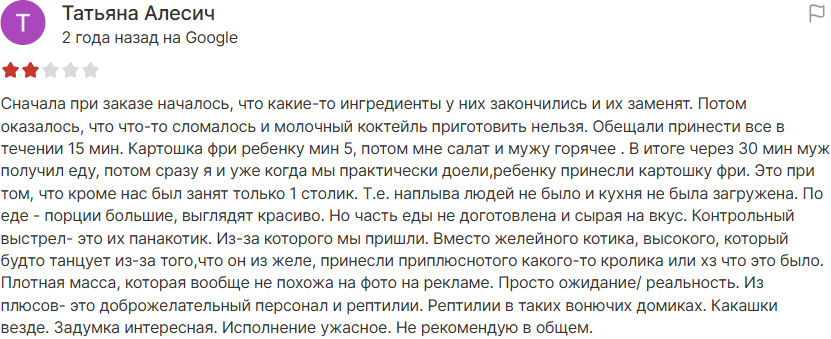 Т
Татьяна Алесич
2 года назад на Google
Сначала при заказе началось, что какие-то ингредиенты у них закончились и их заменят. Потом
оказалось, что что-то сломалось и молочный коктейль приготовить нельзя. Обещали принести все в
течении 15 мин. Картошка фри ребенку мин 5, потом мне салат и мужу горячее . В итоге через 30 мин муж
получил еду, потом сразу я и уже когда мы практически доели,ребенку принесли картошку фри. Это при
том, что кроме нас был занят только 1 столик. Т.е. наплыва людей не было и кухня не была загружена. По
еде - порции большие, выглядят красиво. Но часть еды не доготовлена и сырая на вкус. Контрольный
выстрел- это их панакотик. Из-за которого мы пришли. Вместо желейного котика, высокого, который
будто танцует из-за того,что он из желе, принесли приплюснотого какого-то кролика или хз что это было.
Плотная масса, которая вообще не похожа на фото на рекламе. Просто ожидание/ реальность. Из
плюсов- это доброжелательный персонал и рептилии. Рептилии в таких вонючих домиках. Какашки
везде. Задумка интересная. Исполнение ужасное. Не рекомендую в общем.